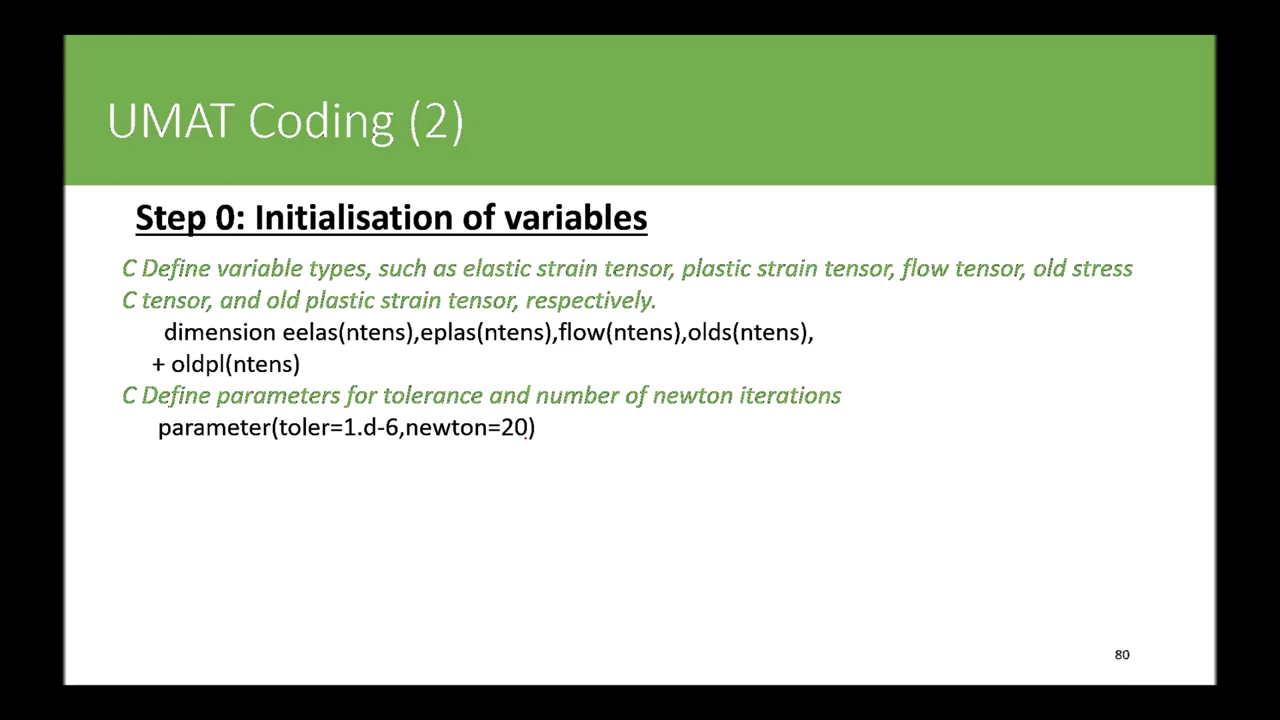 UMAT Coding (2)
Step 0: Initialisation of variables
C Define variable types, such as elastic strain tensor, plastic strain tensor, flow tensor, old stress
C tensor, and old plastic strain tensor, respectively.
dimension eelas(ntens),eplas(ntens),flow(ntens),olds(ntens),
+ oldpl(ntens)
C Define parameters for tolerance and number of newton iterations
parameter(toler=1.d-6,newton=20)
80